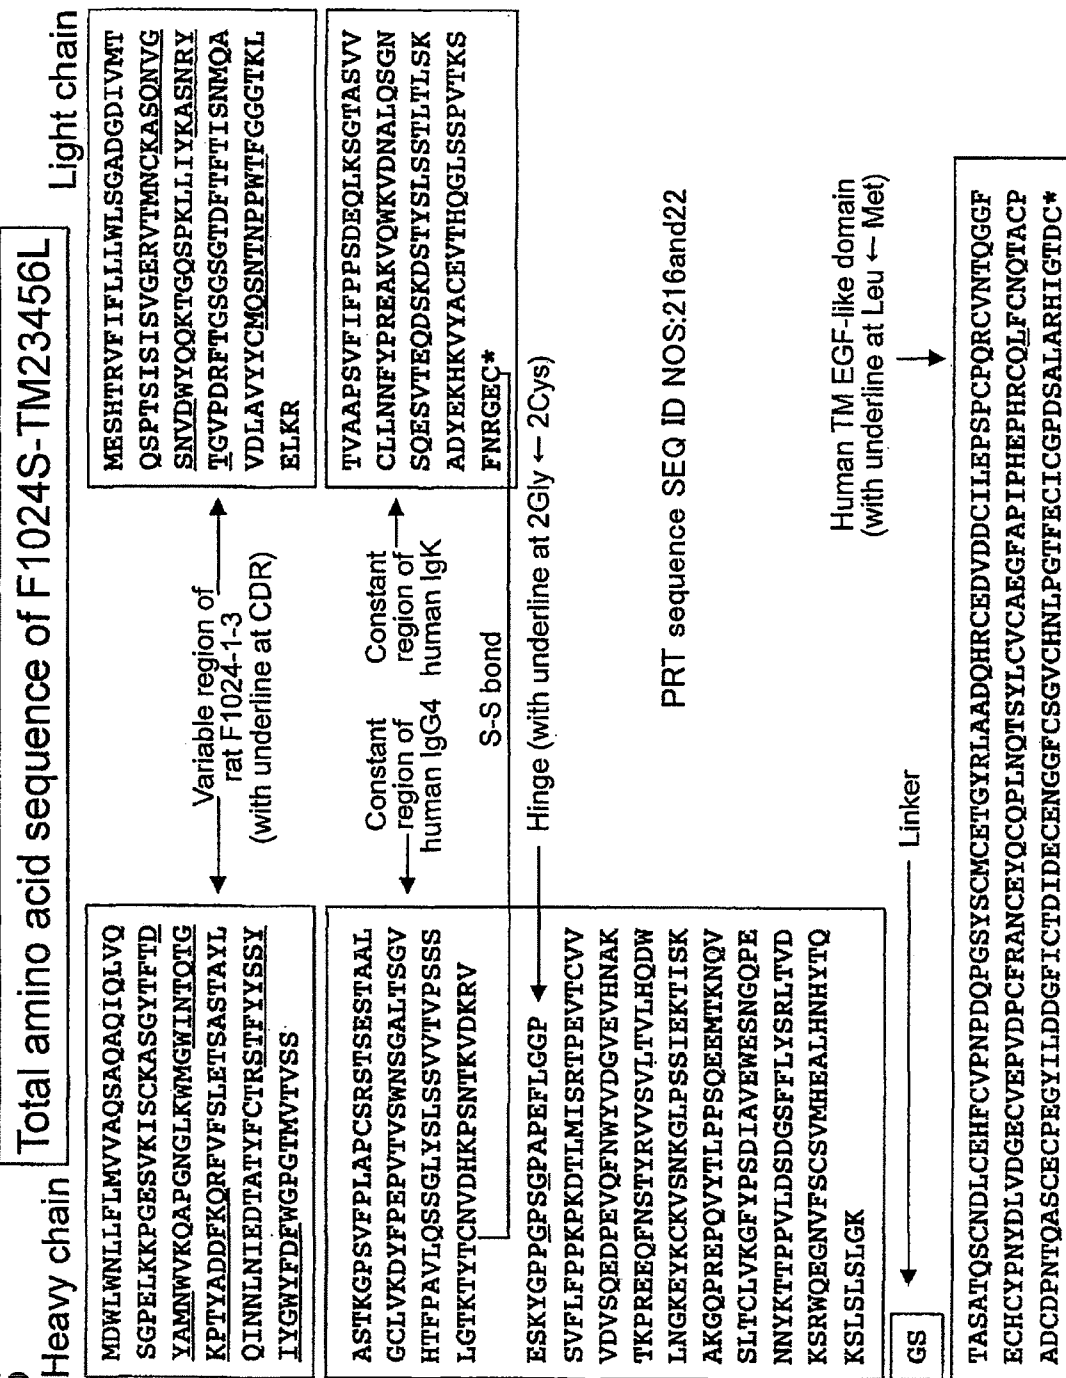 Total amino acid sequence of F1024S-TM23456L
Heavy chain
MDWLWNLLFLMVVAQSAQAQIQLVQ
SGPELKKPGESVKISCKASGYTFTD
YAMNWVKQAPGNGLKWMGWINTQTG
KPTYADDFKQRFVFSLETSASTAYL
QINNLNIEDTATYFCTRSTFYYSSY
IYGWYFDFWGPGTMVTVSS
Variable region of
rat F1024-1-3
(with underline at CDR)
Light chain
MESHTRVFIFLLLWLSGADGDIVMT
QSPTSISISVGERVTMNCKASQNVG
SNVDWYQQKTGQSPKLLIYKASNRY
TGVPDRFTGSGSGTDFTFTISNMQA
VDLAVYYCMQSNTNPPWTFGGGTKL
ELKR
ASTKGPSVFPLAPCSRSTSESTAAL
GCLVKDYFPEPVTVSWNSGALTSGV
HTFPAVLQSSGLYSLSSVVTVPSSS
LGTKTYTCNVDHKPSNTKVDKRV
Constant
region of
human IgG4
Constant
region of
human IgK
TVAAPSVFIFPPSDEQLKSGTASVV
CLLNNFYPREAKVQWKVDNALQSGN
SQESVTEQDSKDSTYSLSSTLTLSK
ADYEKHKVYACEVTHQGLSSPVTKS
FNRGEC*
S-S bond
ESKYGPPGPSGPAPEFLGGP
Hinge (with underline at 2Gly ← 2Cys)
SVFLFPPKPKDTLMISRTPEVTCVV
VDVSQEDPEVQFNWYVDGVEVHNAK
TKPREEQFNSTYRVVSVLTVLHQDW
LNGKEYKCKVSNKGLPSSIEKTISK
AKGQPREPQVYTLPPSQEEMTKNQV
SLTCLVKGFYPSDIAVEWESNGQPE
NNYKTTPPVLDSDGSFFLYSRLTVD
KSRWQEGNVFSCSVMHEALHNHYTQ
KSLSLSLGK
PRT sequence SEQ ID NOS:216and22
GS
Linker
Human TM EGF-like domain
(with underline at Leu ← Met)
TASATQSCNDLCEHFCVPNPDQPGSYSCMCETGYRLAADQHRCEDVDDCILEPSPCPQRCVNTQGGF
ECHCYPNYDLVDGECVEPVDPCFRANCEYQCQPLNQTSYLCVCAEGFAPIPHEPHRCQLFCNQTACP
ADCDPNTQASCECPEGYILDDGFICTDIDECENGGFCSGVCHNLPGTFECICGPDSALARHIGTDC*